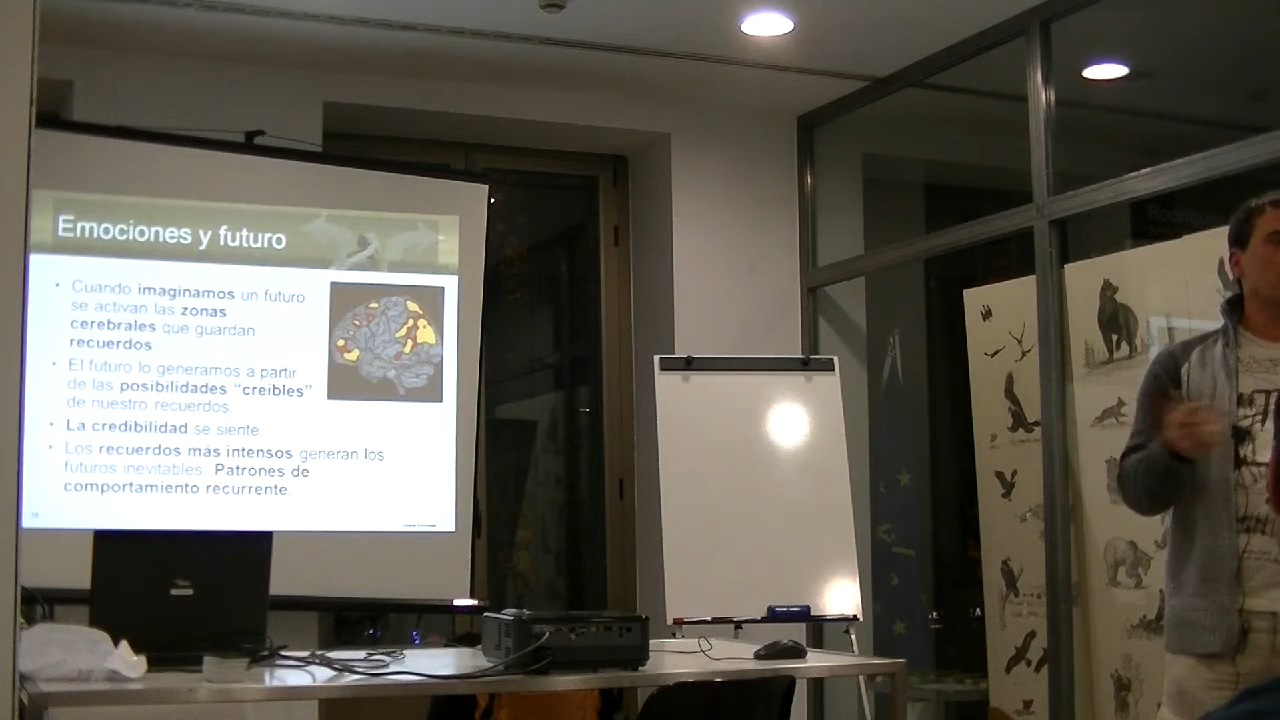 Emociones y futuro
• Cuando imaginamos un futuro
se activan las zonas
cerebrales que guardan
recuerdos.
• El futuro lo generamos a partir
de las posibilidades “creibles”
de nuestro recuerdos.
• La credibilidad se siente.
• Los recuerdos más intensos generan los
futuros inevitables. Patrones de
comportamiento recurrente.